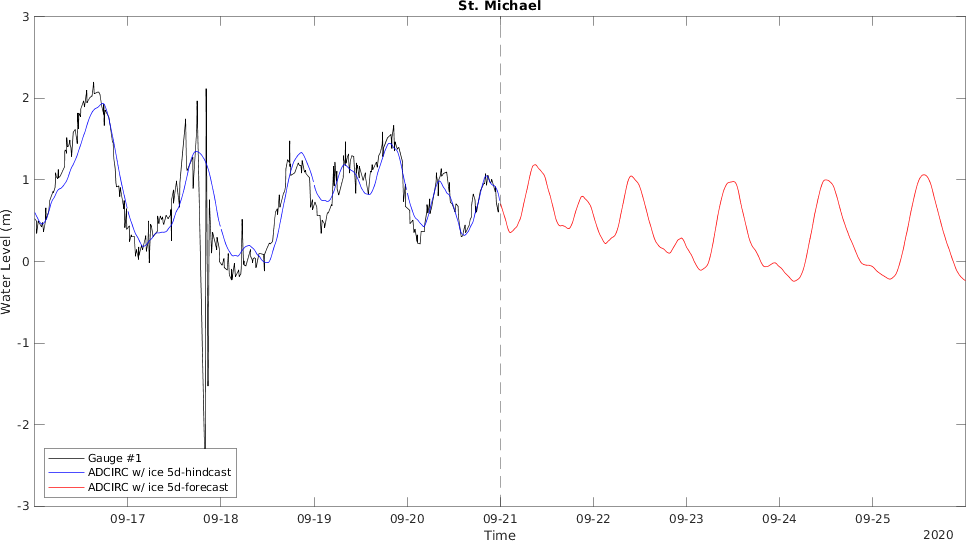 St. Michael
Water Level (m)
3
2
1
0
-1
-2
-3
Gauge #1
ADCIRC w/ ice 5d-hindcast
ADCIRC w/ ice 5d-forecast
09-17 09-18 09-19 09-20 09-21 09-22 09-23 09-24 09-25
Time
2020